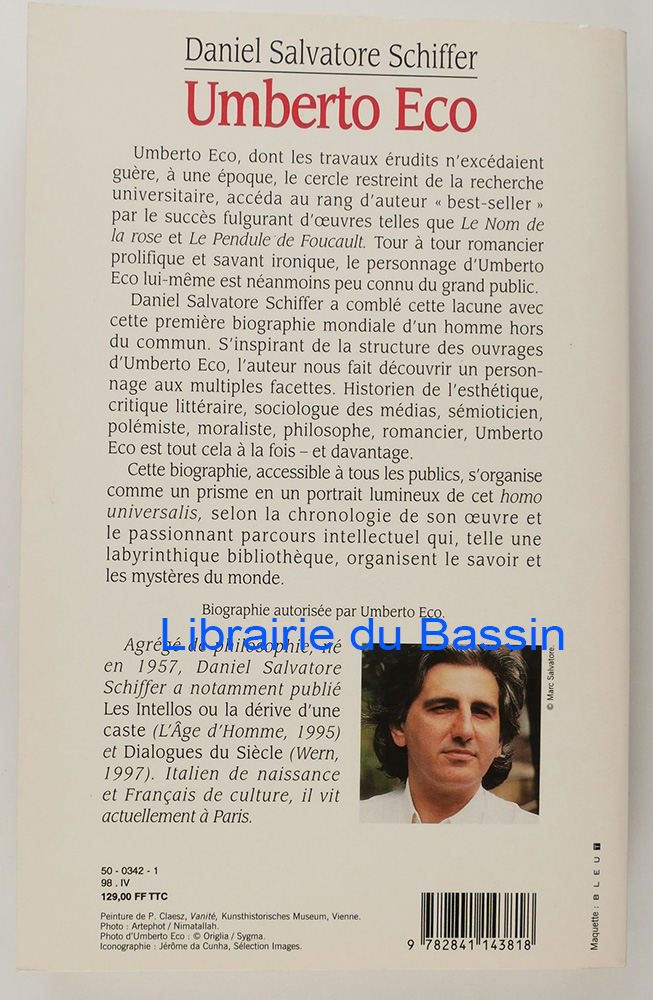 Daniel Salvatore Schiffer
Umberto Eco
Umberto Eco, dont les travaux érudits n'excédaient
guère, à une époque, le cercle restreint de la recherche
universitaire, accéda au rang d'auteur « best-seller »
par le succès fulgurant d'œuvres telles que Le Nom de
la rose et Le Pendule de Foucault. Tour à tour romancier
prolifique et savant ironique, le personnage d'Umberto
Eco lui-même est néanmoins peu connu du grand public.
Daniel Salvatore Schiffer a comblé cette lacune avec
cette première biographie mondiale d'un homme hors
du commun. S'inspirant de la structure des ouvrages
d'Umberto Eco, l'auteur nous fait découvrir un person-
nage aux multiples facettes. Historien de l'esthétique,
critique littéraire, sociologue des médias, sémioticien,
polémiste, moraliste, philosophe, romancier, Umberto
Eco est tout cela à la fois – et davantage.
Cette biographie, accessible à tous les publics, s'organise
comme un prisme en un portrait lumineux de cet homo
universalis, selon la chronologie de son œuvre et
le passionnant parcours intellectuel qui, telle une
labyrinthique bibliothèque, organisent le savoir et
les mystères du monde.
Biographie autorisée par Umberto Eco.
Librairie du Bassin
Agrégé de philosophie, né
en 1957, Daniel Salvatore
Schiffer a notamment publié
Les Intellos ou la dérive d'une
caste (L'Âge d'Homme, 1995)
et Dialogues du Siècle (Wern,
1997). Italien de naissance
et Français de culture, il vit
actuellement à Paris.
© Marc Salvatore.
50 - 0342 - 1
98 . IV
129,00 FF TTC
Peinture de P. Claesz, Vanité, Kunsthistorisches Museum, Vienne.
Photo : Artephot / Nimatallah.
Photo d'Umberto Eco : © Origlia / Sygma.
Iconographie : Jérôme da Cunha, Sélection Images.
9 782841 143818
Maquette : BLEU T